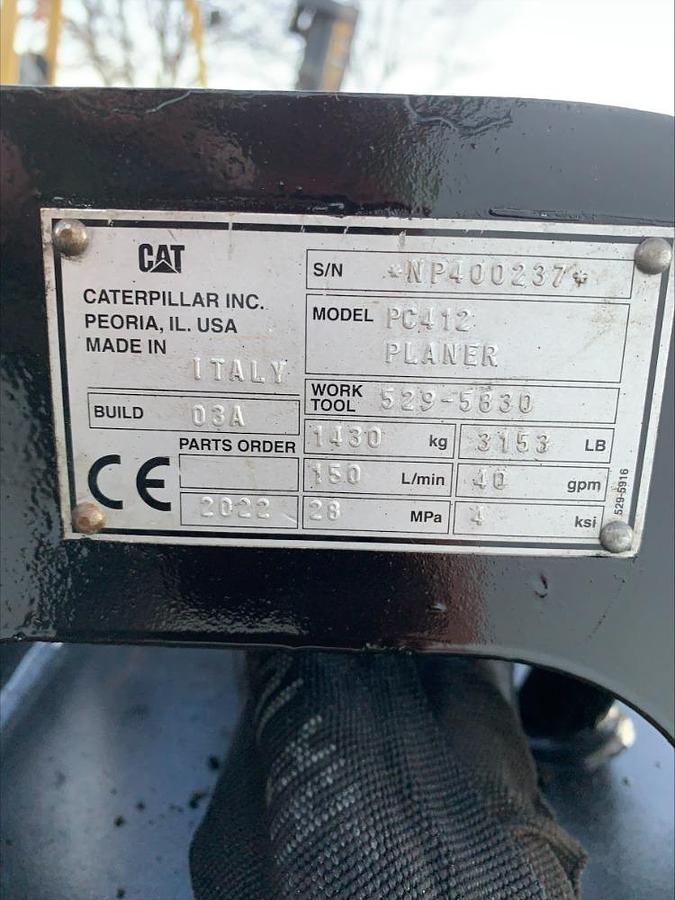 CAT
CATERPILLAR INC.
PEORIA, IL. USA
MADE IN
ITALY
BUILD 03A
PARTS ORDER
CE
2022
S/N *NP400237*
MODEL PC412
PLANER
WORK TOOL 529-5830
1430 kg 3153 LB
150 L/min 40 gpm
28 MPa 4 ksi
529-5916